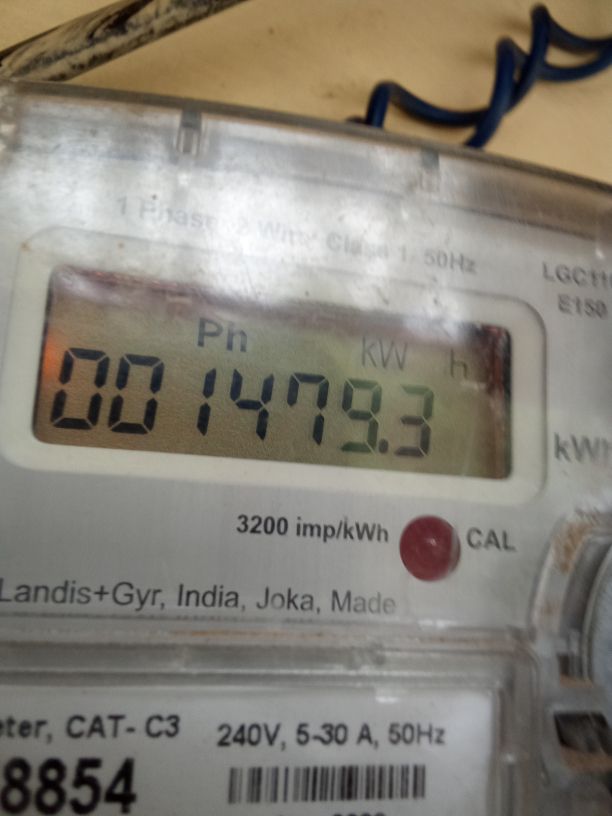 1 Phase 2 Wire Class 1 50Hz
LGC110
E150
Ph kW h
001479.3
kWh
3200 imp/kWh CAL
Landis+Gyr, India, Joka, Made
eter, CAT- C3
240V, 5-30 A, 50Hz
8854